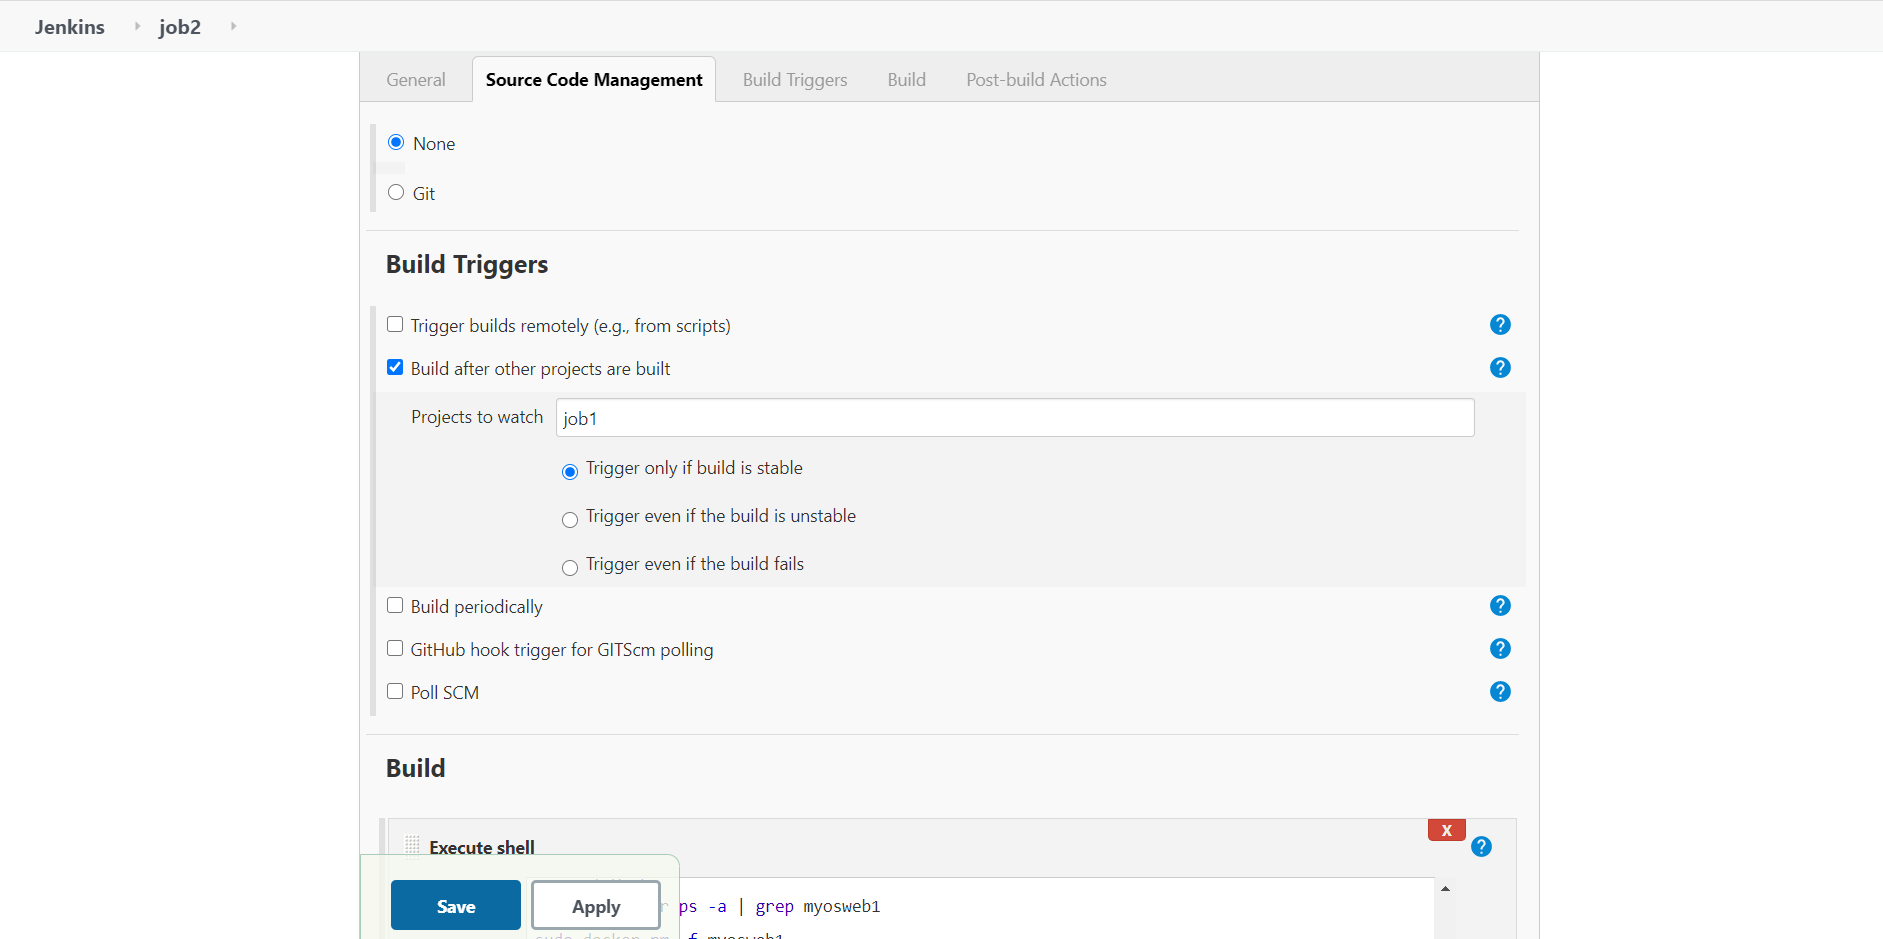 Jenkins job2
General Source Code Management Build Triggers Build Post-build Actions
None
Git
Build Triggers
Trigger builds remotely (e.g., from scripts) ?
Build after other projects are built ?
Projects to watch job1
Trigger only if build is stable
Trigger even if the build is unstable
Trigger even if the build fails
Build periodically ?
GitHub hook trigger for GITScm polling ?
Poll SCM ?
Build
X
Execute shell ?
ps -a | grep myosweb1
Save Apply